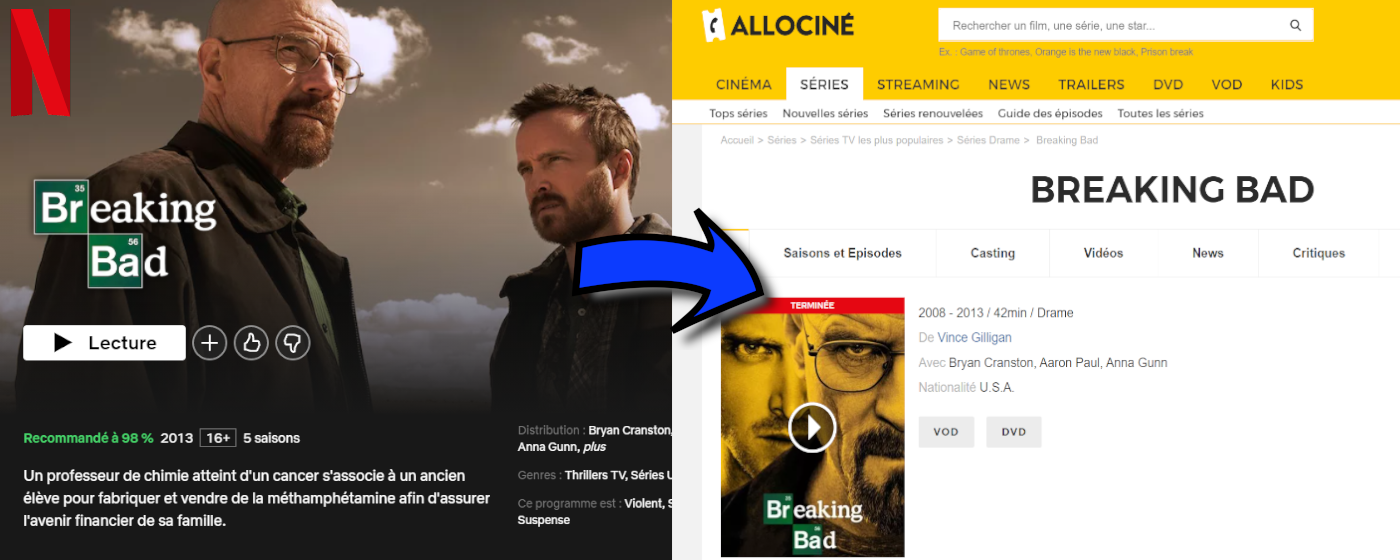 N
35
Breaking
56
Bad
Lecture
Recommandé à 98 % 2013 16+ 5 saisons
Un professeur de chimie atteint d'un cancer s'associe à un ancien
élève pour fabriquer et vendre de la méthamphétamine afin d'assurer
l'avenir financier de sa famille.
Distribution : Bryan Cranston,
Anna Gunn, plus
Genres : Thrillers TV, Séries U
Ce programme est : Violent, S
Suspense
ALLOCINÉ
Rechercher un film, une série, une star...
Ex. : Game of thrones, Orange is the new black, Prison break
CINÉMA SÉRIES STREAMING NEWS TRAILERS DVD VOD KIDS
Tops séries Nouvelles séries Séries renouvelées Guide des épisodes Toutes les séries
Accueil > Séries > Séries TV les plus populaires > Séries Drame > Breaking Bad
BREAKING BAD
Saisons et Episodes Casting Vidéos News Critiques
TERMINÉE
35
Breaking
56
Bad
2008 - 2013 / 42min / Drame
De Vince Gilligan
Avec Bryan Cranston, Aaron Paul, Anna Gunn
Nationalité U.S.A.
VOD DVD